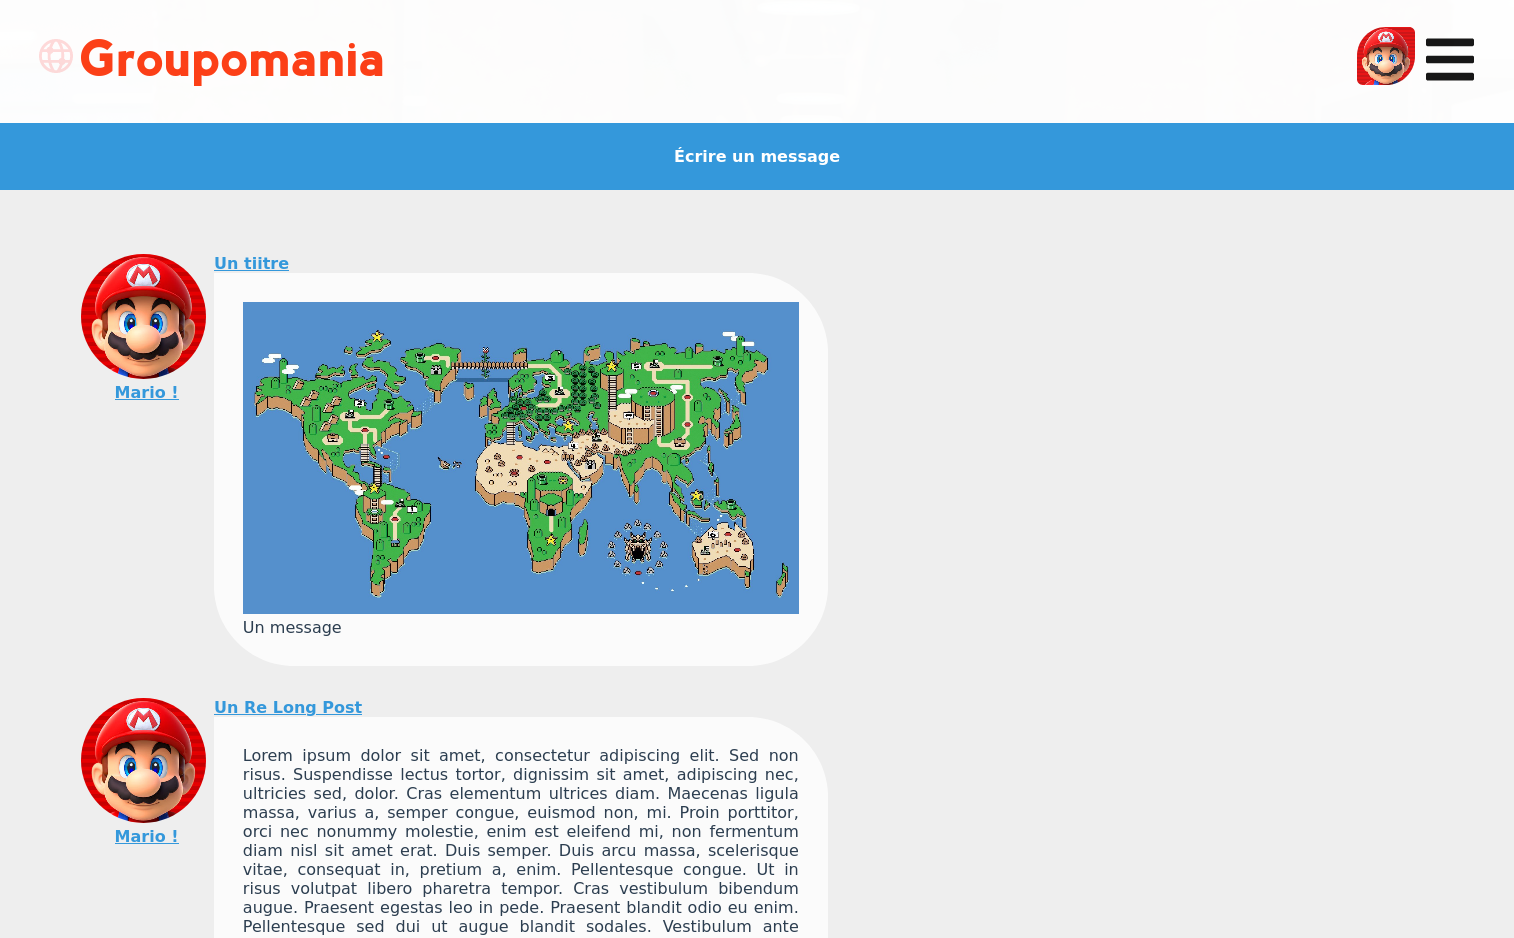 Groupomania
Écrire un message
Un tiitre
Mario !
Un message
Un Re Long Post
Mario !
Lorem ipsum dolor sit amet, consectetur adipiscing elit. Sed non
risus. Suspendisse lectus tortor, dignissim sit amet, adipiscing nec,
ultricies sed, dolor. Cras elementum ultrices diam. Maecenas ligula
massa, varius a, semper congue, euismod non, mi. Proin porttitor,
orci nec nonummy molestie, enim est eleifend mi, non fermentum
diam nisl sit amet erat. Duis semper. Duis arcu massa, scelerisque
vitae, consequat in, pretium a, enim. Pellentesque congue. Ut in
risus volutpat libero pharetra tempor. Cras vestibulum bibendum
augue. Praesent egestas leo in pede. Praesent blandit odio eu enim.
Pellentesque sed dui ut augue blandit sodales. Vestibulum ante